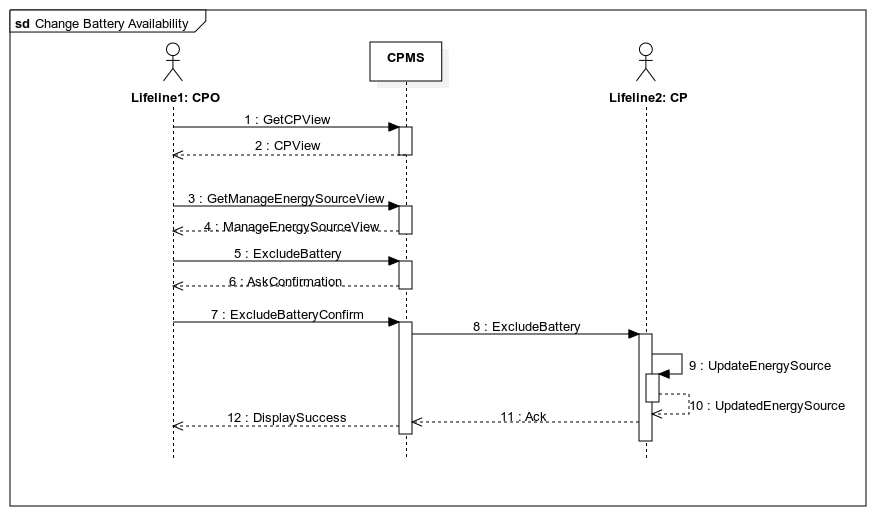 sd Change Battery Availability
CPMS
Lifeline1: CPO
Lifeline2: CP
1 : GetCPView
2 : CPView
3 : GetManageEnergySourceView
4 : ManageEnergySourceView
5 : ExcludeBattery
6 : AskConfirmation
7 : ExcludeBatteryConfirm
8 : ExcludeBattery
9 : UpdateEnergySource
10 : UpdatedEnergySource
11 : Ack
12 : DisplaySuccess